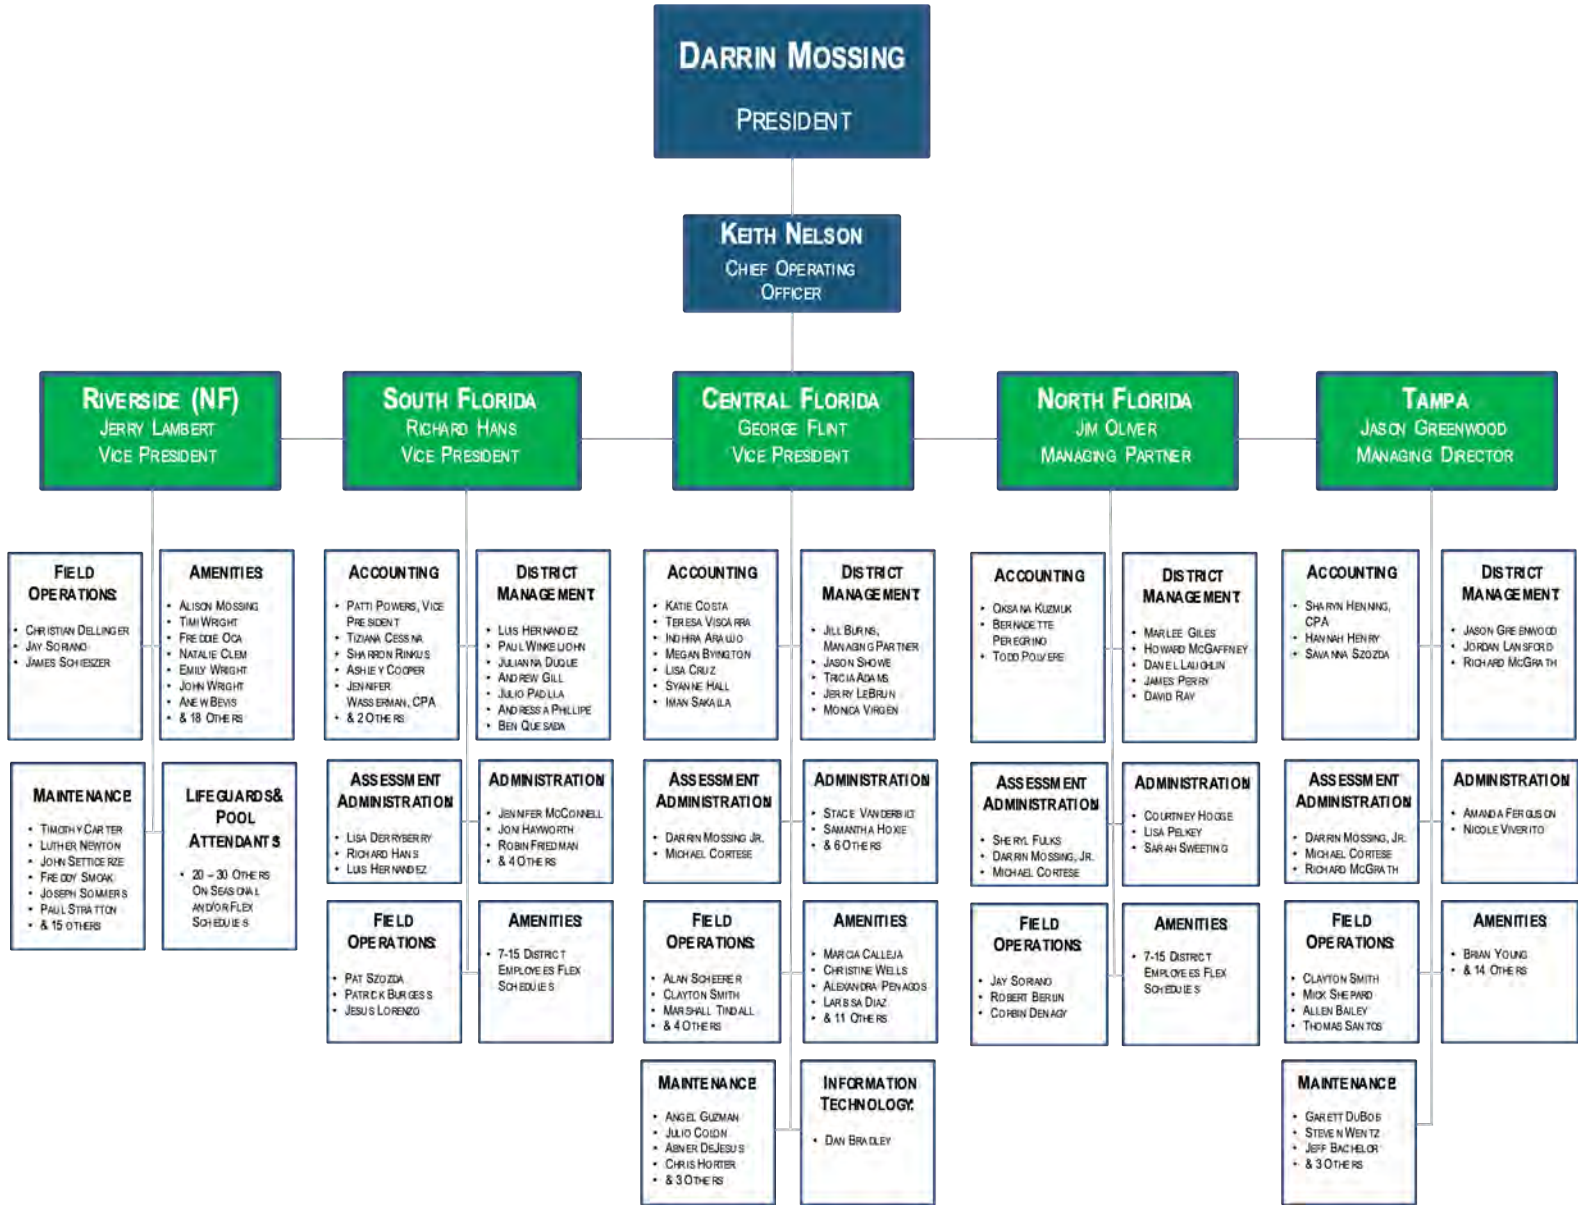 DARRIN MOSSING
PRESIDENT
KEITH NELSON
CHIEF OPERATING
OFFICER
RIVERSIDE (NF)
JERRY LAMBERT
VICE PRESIDENT
SOUTH FLORIDA
RICHARD HANS
VICE PRESIDENT
CENTRAL FLORIDA
GEORGE FLINT
VICE PRESIDENT
NORTH FLORIDA
JIM OLIVER
MANAGING PARTNER
TAMPA
JASON GREENWOOD
MANAGING DIRECTOR
FIELD
OPERATIONS:
• CHRISTIAN DELLINGER
• JAY SORIANO
• JAMES SCHIESZER
AMENITIES:
• ALISON MOSSING
• TIM WRIGHT
• FREDDIE OCA
• NATALIE CLEM
• EMILY WRIGHT
• JOHN WRIGHT
• ANEW BEVIS
• & 18 OTHERS
MAINTENANCE:
• TIMOTHY CARTER
• LUTHER NEWTON
• JOHN SETTICERZE
• FREDDY SMOAK
• JOSEPH SOMMERS
• PAUL STRATTON
• & 15 OTHERS
LIFEGUARDS &
POOL
ATTENDANTS:
• 20 – 30 OTHERS
ON SEASONAL
AND/OR FLEX
SCHEDULES
ACCOUNTING:
• PATTI POWERS, VICE
PRESIDENT
• TIZIANA CESSNA
• SHARRON RINKUS
• ASHLEY COOPER
• JENNIFER
WASSERMAN, CPA
• & 2 OTHERS
DISTRICT
MANAGEMENT:
• LUIS HERNANDEZ
• PAUL WINKELJOHN
• JULIANNA DUQUE
• ANDREW GILL
• JULIO PADILLA
• ANDRESSA PHILLIPE
• BEN QUESADA
ASSESSMENT
ADMINISTRATION:
• LISA DERRYBERRY
• RICHARD HANS
• LUIS HERNANDEZ
ADMINISTRATION:
• JENNIFER MCCONNELL
• JONI HAYWORTH
• ROBIN FRIEDMAN
• & 4 OTHERS
FIELD
OPERATIONS:
• PAT SZOZDA
• PATRICK BURGESS
• JESUS LORENZO
AMENITIES:
• 7-15 DISTRICT
EMPLOYEES FLEX
SCHEDULES
ACCOUNTING:
• KATIE COSTA
• TERESA VISCARRA
• INDHIRA ARAUJO
• MEGAN BYINGTON
• LISA CRUZ
• SYANNE HALL
• IMAN SAKALLA
DISTRICT
MANAGEMENT:
• JILL BURNS,
MANAGING PARTNER
• JASON SHOWE
• TRICIA ADAMS
• JERRY LEBRUN
• MONICA VIRGEN
ASSESSMENT
ADMINISTRATION:
• DARRIN MOSSING JR.
• MICHAEL CORTESE
ADMINISTRATION:
• STACIE VANDERBILT
• SAMANTHA HOXIE
• & 6 OTHERS
FIELD
OPERATIONS:
• ALAN SCHEERER
• CLAYTON SMITH
• MARSHALL TINDALL
• & 4 OTHERS
AMENITIES:
• MARCIA CALLEJA
• CHRISTINE WELLS
• ALEXANDRA PENAGOS
• LARISSA DIAZ
• & 11 OTHERS
MAINTENANCE:
• ANGEL GUZMAN
• JULIO COLON
• ABNER DEJESUS
• CHRIS HORTER
• & 3 OTHERS
INFORMATION
TECHNOLOGY:
• DAN BRADLEY
ACCOUNTING:
• OKSANA KUZMUK
• BERNADETTE
PEREGRINO
• TODD POLVERE
DISTRICT
MANAGEMENT:
• MARLEE GILES
• HOWARD MCGAFFNEY
• DANIEL LAUGHLIN
• JAMES PERRY
• DAVID RAY
ASSESSMENT
ADMINISTRATION:
• SHERYL FULKS
• DARRIN MOSSING, JR.
• MICHAEL CORTESE
ADMINISTRATION:
• COURTNEY HOGGE
• LISA PELKEY
• SARAH SWEETING
FIELD
OPERATIONS:
• JAY SORIANO
• ROBERT BERLIN
• CORBIN DENAGY
AMENITIES:
• 7-15 DISTRICT
EMPLOYEES FLEX
SCHEDULES
ACCOUNTING:
• SHARYN HENNING,
CPA
• HANNAH HENRY
• SAVANNA SZOZDA
DISTRICT
MANAGEMENT:
• JASON GREENWOOD
• JORDAN LANSFORD
• RICHARD MCGRATH
ASSESSMENT
ADMINISTRATION:
• DARRIN MOSSING, JR.
• MICHAEL CORTESE
• RICHARD MCGRATH
ADMINISTRATION:
• AMANDA FERGUSON
• NICOLE VIVERITO
FIELD
OPERATIONS:
• CLAYTON SMITH
• MICK SHEPARD
• ALLEN BAILEY
• THOMAS SANTOS
AMENITIES:
• BRIAN YOUNG
• & 14 OTHERS
MAINTENANCE:
• GARETT DUBOIS
• STEVEN WENTZ
• JEFF BACHELOR
• & 3 OTHERS